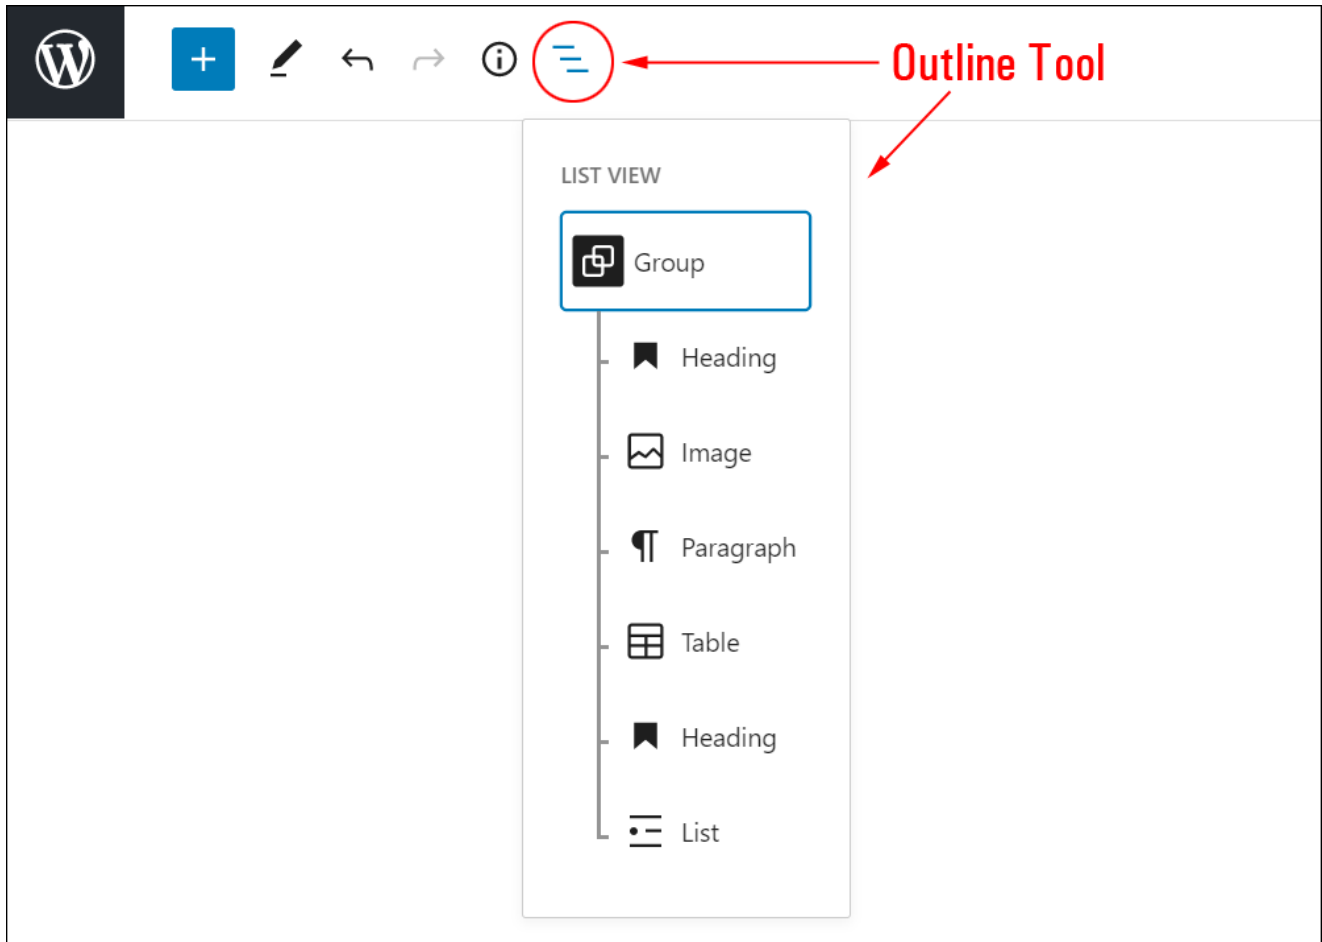 Outline Tool
LIST VIEW
Group
Heading
Image
Paragraph
Table
Heading
List